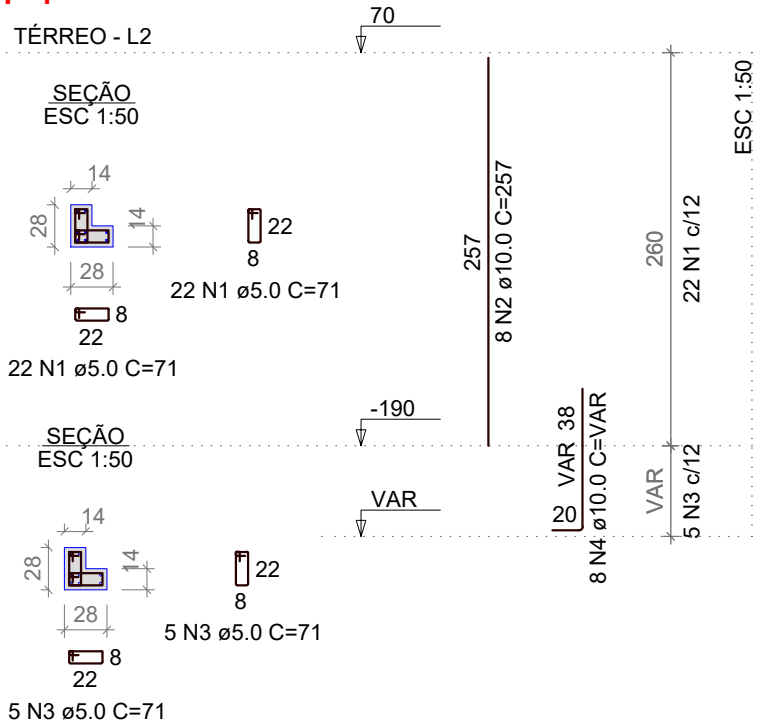 70
TÉRREO - L2
ESC 1:50
SEÇÃO
ESC 1:50
14
28
14
28
22
8
22 N1 ø5.0 C=71
8
22
22 N1 ø5.0 C=71
257
8 N2 ø10.0 C=257
260
22 N1 c/12
-190
SEÇÃO
ESC 1:50
VAR
VAR 38
20
8 N4 ø10.0 C=VAR
VAR
5 N3 c/12
14
28
14
28
22
8
5 N3 ø5.0 C=71
8
22
5 N3 ø5.0 C=71